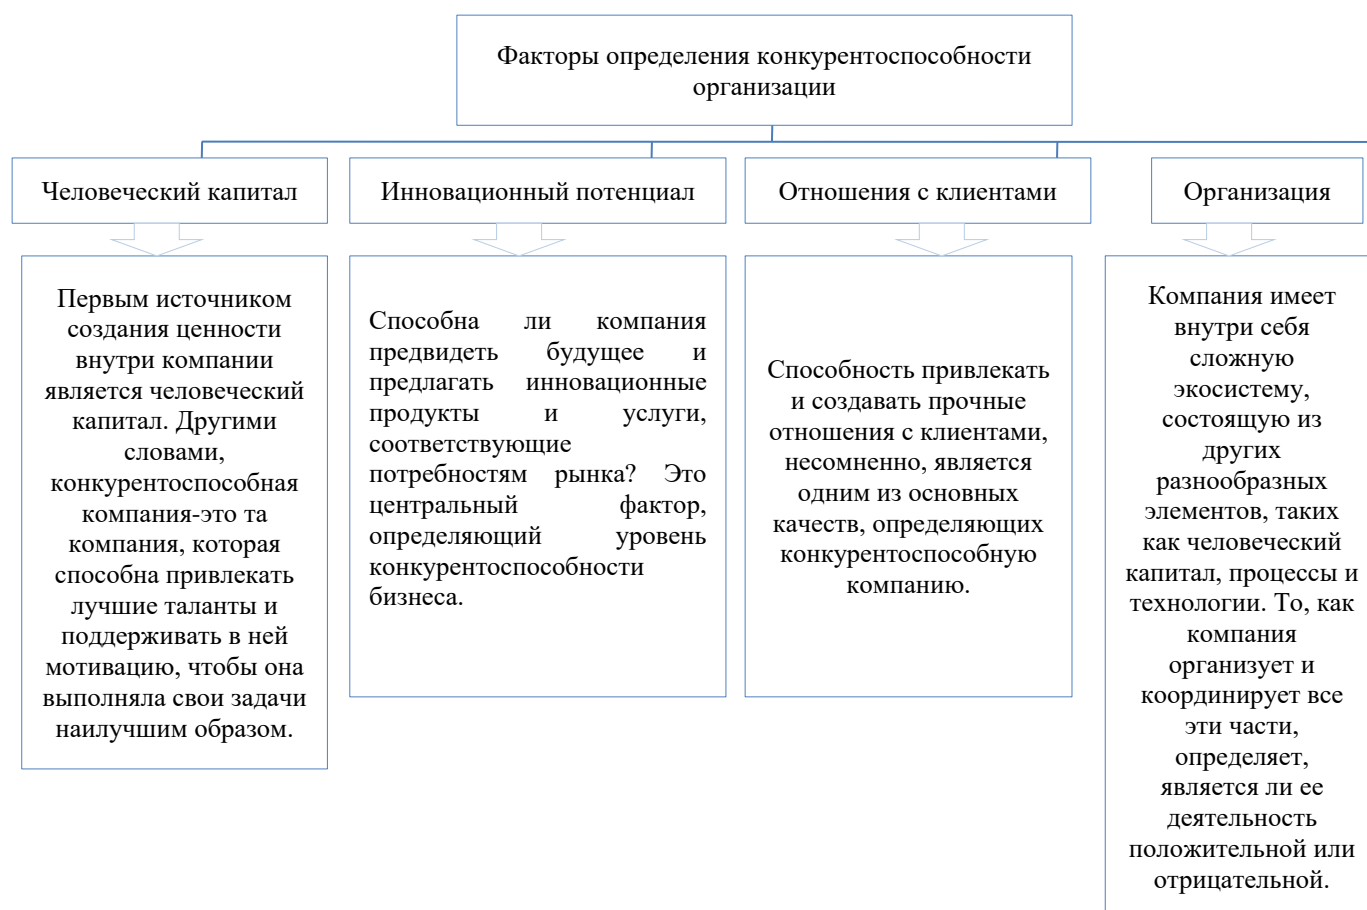 Факторы определения конкурентоспособности
организации
Человеческий капитал
Инновационный потенциал
Отношения с клиентами
Организация
Первым источником
создания ценности
внутри компании
является человеческий
капитал. Другими
словами,
конкурентоспособная
компания-это та
компания, которая
способна привлекать
лучшие таланты и
поддерживать в ней
мотивацию, чтобы она
выполняла свои задачи
наилучшим образом.
Способна ли компания
предвидеть будущее и
предлагать инновационные
продукты и услуги,
соответствующие
потребностям рынка? Это
центральный фактор,
определяющий уровень
конкурентоспособности
бизнеса.
Способность привлекать
и создавать прочные
отношения с клиентами,
несомненно, является
одним из основных
качеств, определяющих
конкурентоспособную
компанию.
Компания имеет
внутри себя
сложную
экосистему,
состоящую из
других
разнообразных
элементов, таких
как человеческий
капитал, процессы и
технологии. То, как
компания
организует и
координирует все
эти части,
определяет,
является ли ее
деятельность
положительной или
отрицательной.